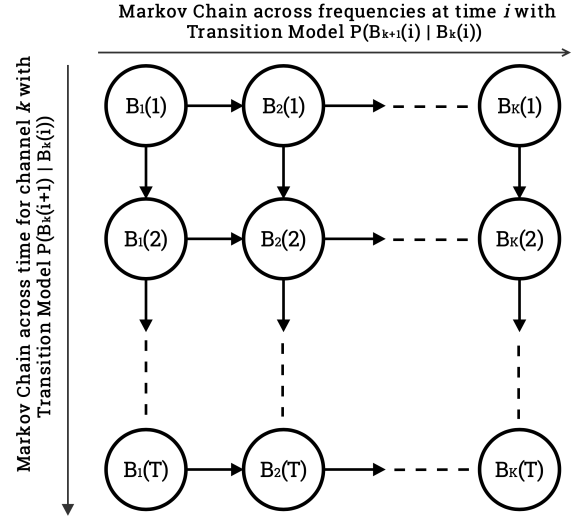 Markov Chain across frequencies at time i with
Transition Model P(Bk+1(i) | Bk(i))
Markov Chain across time for channel k with
Transition Model P(Bk(i+1) | Bk(i))
B1(1) B2(1) BK(1)
B1(2) B2(2) BK(2)
B1(T) B2(T) BK(T)